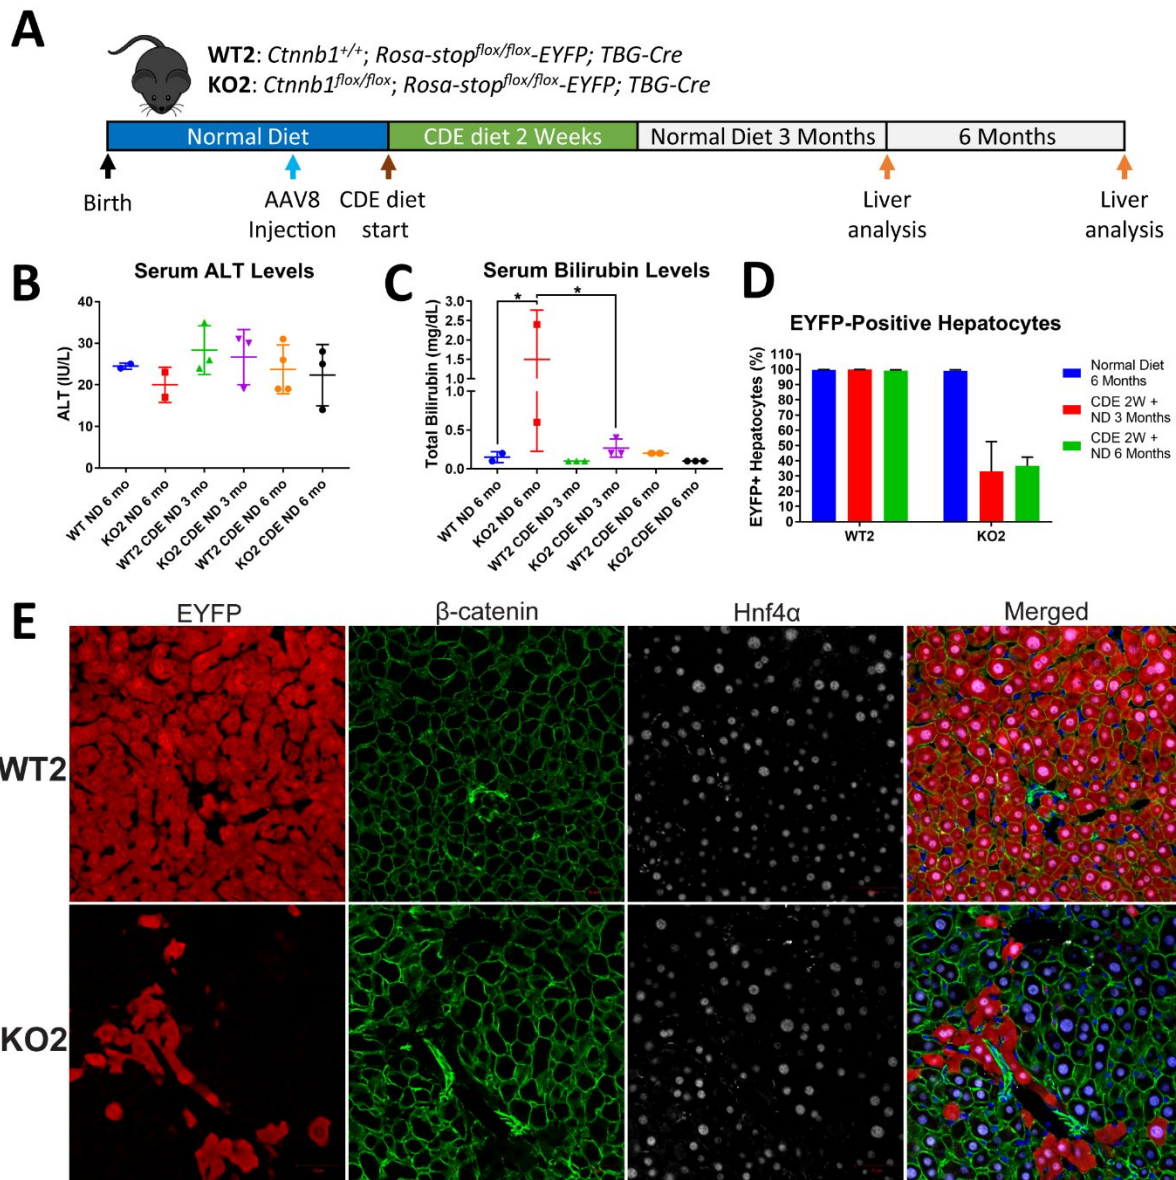 A
WT2: Ctnnb1+/+; Rosa-stopflox/flox-EYFP; TBG-Cre
KO2: Ctnnb1flox/flox; Rosa-stopflox/flox-EYFP; TBG-Cre
Normal Diet
CDE diet 2 Weeks
Normal Diet 3 Months
6 Months
Birth
AAV8
Injection
CDE diet
start
Liver
analysis
Liver
analysis
B
Serum ALT Levels
ALT (IU/L)
40
30
20
10
0
WT ND 6 mo
KO2 ND 6 mo
WT2 CDE ND 3 mo
KO2 CDE ND 3 mo
WT2 CDE ND 6 mo
KO2 CDE ND 6 mo
C
Serum Bilirubin Levels
Total Bilirubin (mg/dL)
3.0
2.5
2.0
1.5
1.0
0.5
0.0
*
*
WT ND 6 mo
KO2 ND 6 mo
WT2 CDE ND 3 mo
KO2 CDE ND 3 mo
WT2 CDE ND 6 mo
KO2 CDE ND 6 mo
D
EYFP-Positive Hepatocytes
EYFP+ Hepatocytes (%)
110
100
90
80
70
60
50
40
30
20
10
0
WT2
KO2
Normal Diet
6 Months
CDE 2W +
ND 3 Months
CDE 2W +
ND 6 Months
E
EYFP
β-catenin
Hnf4α
Merged
WT2
KO2